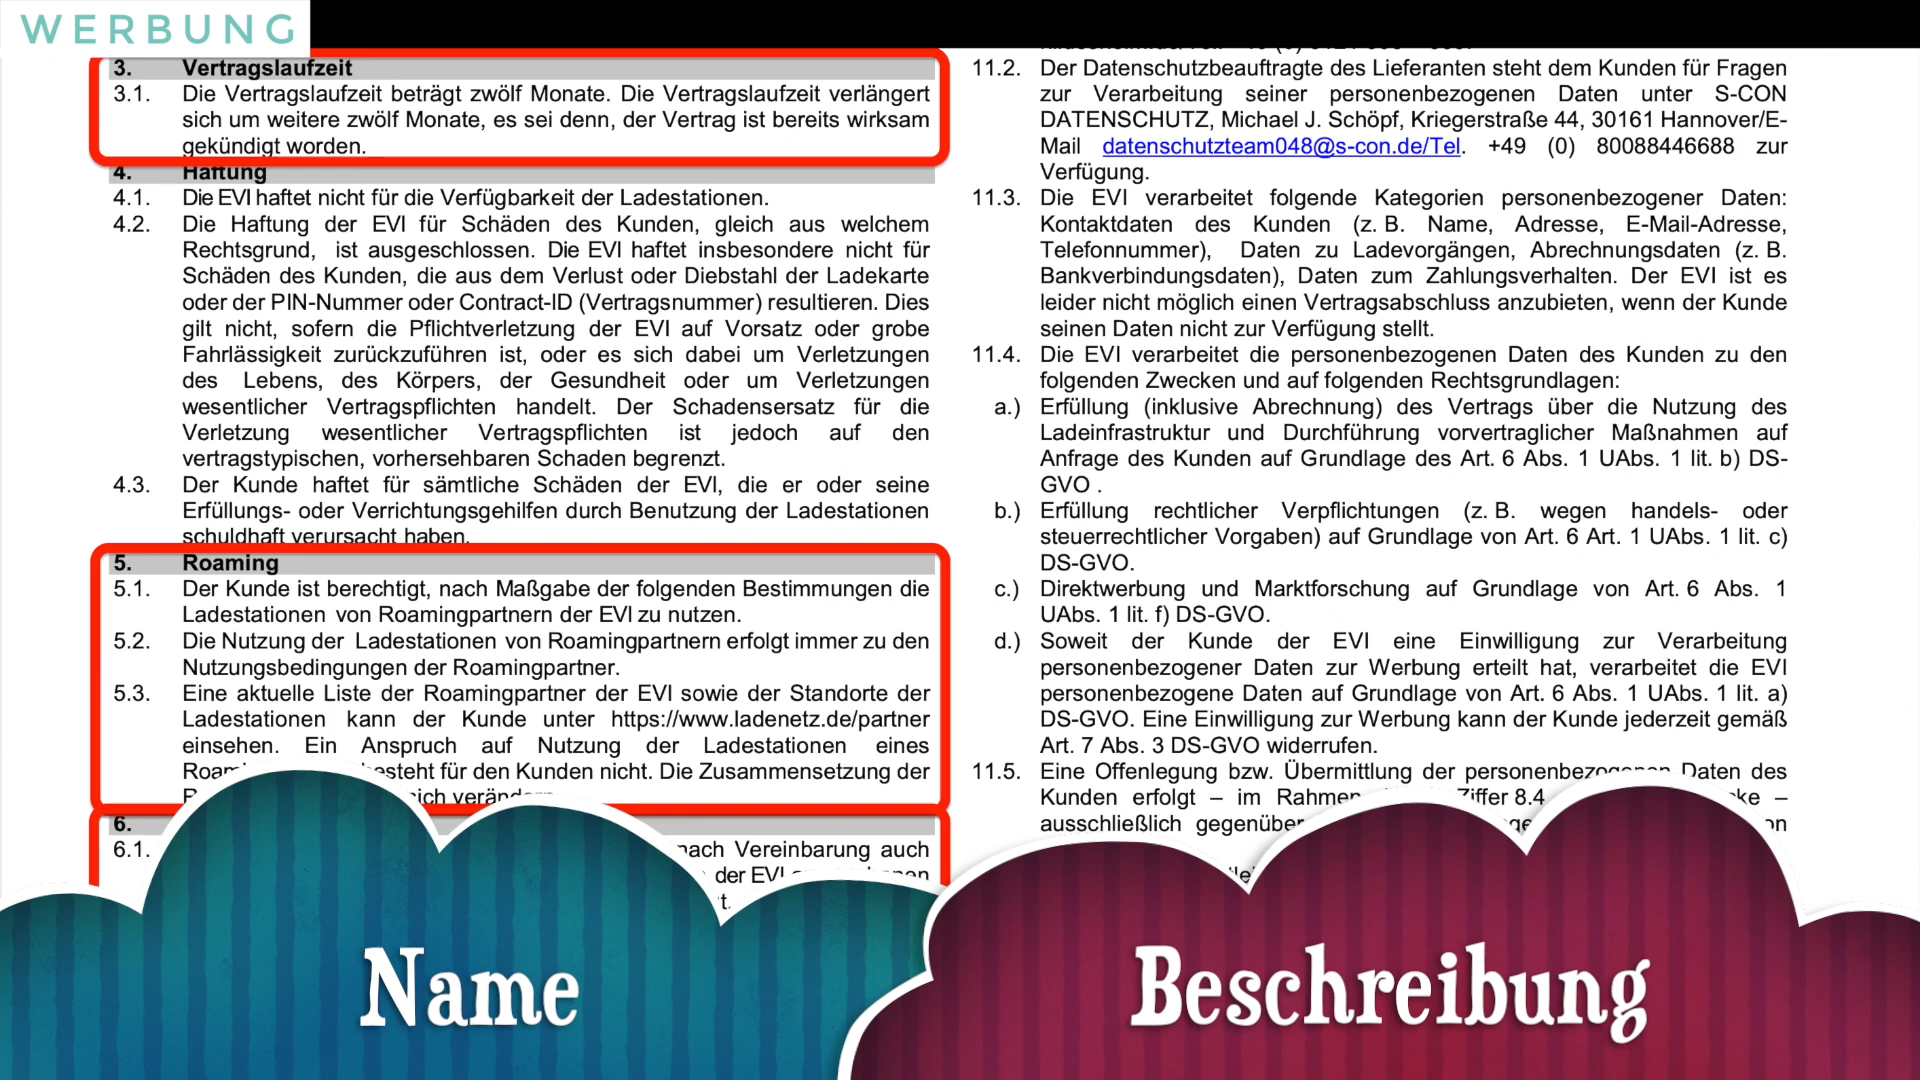 WERBUNG
3. Vertragslaufzeit
3.1. Die Vertragslaufzeit beträgt zwölf Monate. Die Vertragslaufzeit verlängert
sich um weitere zwölf Monate, es sei denn, der Vertrag ist bereits wirksam
gekündigt worden.
4. Haftung
4.1. Die EVI haftet nicht für die Verfügbarkeit der Ladestationen.
4.2. Die Haftung der EVI für Schäden des Kunden, gleich aus welchem
Rechtsgrund, ist ausgeschlossen. Die EVI haftet insbesondere nicht für
Schäden des Kunden, die aus dem Verlust oder Diebstahl der Ladekarte
oder der PIN-Nummer oder Contract-ID (Vertragsnummer) resultieren. Dies
gilt nicht, sofern die Pflichtverletzung der EVI auf Vorsatz oder grobe
Fahrlässigkeit zurückzuführen ist, oder es sich dabei um Verletzungen
des Lebens, des Körpers, der Gesundheit oder um Verletzungen
wesentlicher Vertragspflichten handelt. Der Schadensersatz für die
Verletzung wesentlicher Vertragspflichten ist jedoch auf den
vertragstypischen, vorhersehbaren Schaden begrenzt.
4.3. Der Kunde haftet für sämtliche Schäden der EVI, die er oder seine
Erfüllungs- oder Verrichtungsgehilfen durch Benutzung der Ladestationen
schuldhaft verursacht haben.
5. Roaming
5.1. Der Kunde ist berechtigt, nach Maßgabe der folgenden Bestimmungen die
Ladestationen von Roamingpartnern der EVI zu nutzen.
5.2. Die Nutzung der Ladestationen von Roamingpartnern erfolgt immer zu den
Nutzungsbedingungen der Roamingpartner.
5.3. Eine aktuelle Liste der Roamingpartner der EVI sowie der Standorte der
Ladestationen kann der Kunde unter https://www.ladenetz.de/partner
einsehen. Ein Anspruch auf Nutzung der Ladestationen eines
für den Kunden nicht. Die Zusammensetzung der
6.
6.1. nach Vereinbarung auch
der EVI
11.2. Der Datenschutzbeauftragte des Lieferanten steht dem Kunden für Fragen
zur Verarbeitung seiner personenbezogenen Daten unter S-CON
DATENSCHUTZ, Michael J. Schöpf, Kriegerstraße 44, 30161 Hannover/E-
Mail datenschutzteam048@s-con.de/Tel. +49 (0) 80088446688 zur
Verfügung.
11.3. Die EVI verarbeitet folgende Kategorien personenbezogener Daten:
Kontaktdaten des Kunden (z. B. Name, Adresse, E-Mail-Adresse,
Telefonnummer), Daten zu Ladevorgängen, Abrechnungsdaten (z. B.
Bankverbindungsdaten), Daten zum Zahlungsverhalten. Der EVI ist es
leider nicht möglich einen Vertragsabschluss anzubieten, wenn der Kunde
seinen Daten nicht zur Verfügung stellt.
11.4. Die EVI verarbeitet die personenbezogenen Daten des Kunden zu den
folgenden Zwecken und auf folgenden Rechtsgrundlagen:
a.) Erfüllung (inklusive Abrechnung) des Vertrags über die Nutzung des
Ladeinfrastruktur und Durchführung vorvertraglicher Maßnahmen auf
Anfrage des Kunden auf Grundlage des Art. 6 Abs. 1 UAbs. 1 lit. b) DS-
GVO .
b.) Erfüllung rechtlicher Verpflichtungen (z. B. wegen handels- oder
steuerrechtlicher Vorgaben) auf Grundlage von Art. 6 Art. 1 UAbs. 1 lit. c)
DS-GVO.
c.) Direktwerbung und Marktforschung auf Grundlage von Art. 6 Abs. 1
UAbs. 1 lit. f) DS-GVO.
d.) Soweit der Kunde der EVI eine Einwilligung zur Verarbeitung
personenbezogener Daten zur Werbung erteilt hat, verarbeitet die EVI
personenbezogene Daten auf Grundlage von Art. 6 Abs. 1 UAbs. 1 lit. a)
DS-GVO. Eine Einwilligung zur Werbung kann der Kunde jederzeit gemäß
Art. 7 Abs. 3 DS-GVO widerrufen.
11.5. Eine Offenlegung bzw. Übermittlung der personenbezogenen Daten des
Kunden erfolgt – im Rahmen Ziffer 8.4 –
ausschließlich gegenüber
Name
Beschreibung